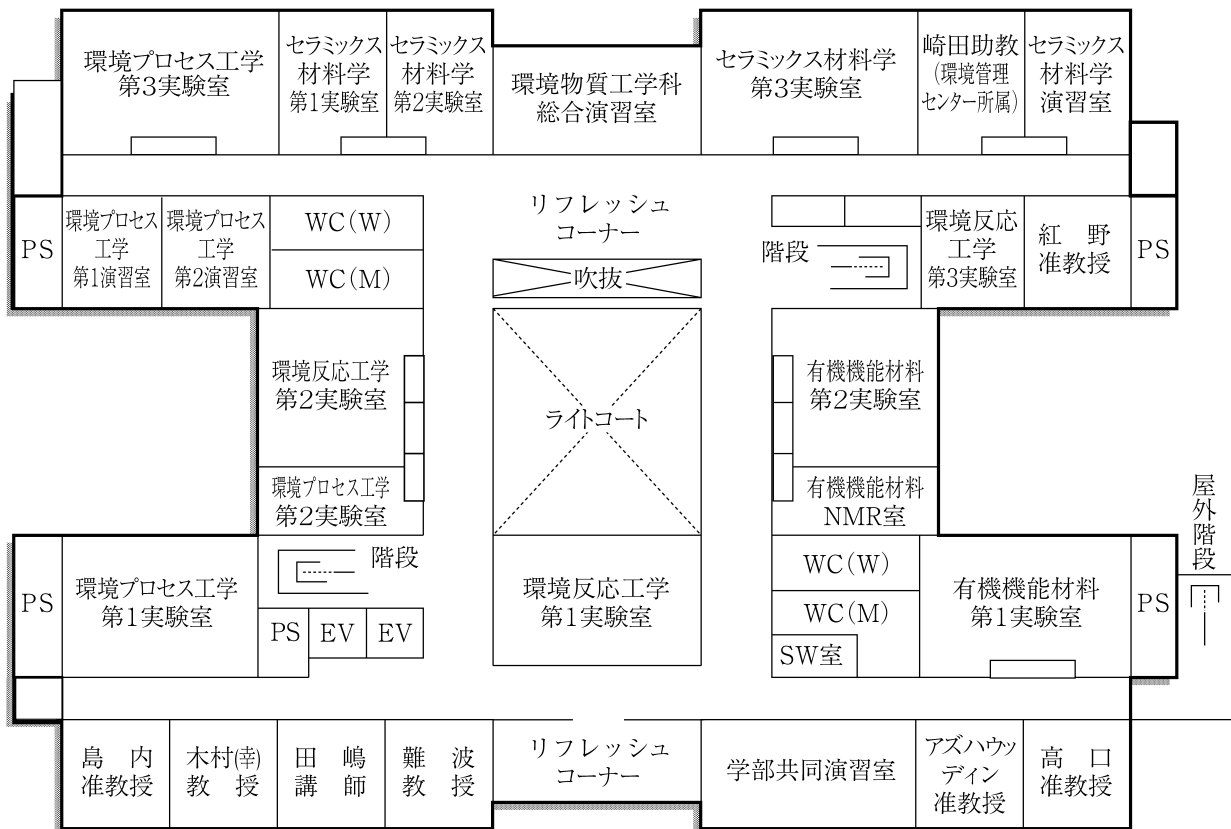 環境プロセス工学
第3実験室
セラミックス
材料学
第1実験室
セラミックス
材料学
第2実験室
環境物質工学科
総合演習室
セラミックス材料学
第3実験室
崎田助教
(環境管理
センター所属)
セラミックス
材料学
演習室
PS
環境プロセス
工学
第1演習室
環境プロセス
工学
第2演習室
WC(W)
WC(M)
リフレッシュ
コーナー
吹抜
階段
環境反応
工学
第3実験室
紅野
准教授
PS
環境反応工学
第2実験室
ライトコート
有機機能材料
第2実験室
環境プロセス工学
第2実験室
有機機能材料
NMR室
屋外階段
PS
環境プロセス工学
第1実験室
階段
PS
EV
EV
環境反応工学
第1実験室
WC(W)
WC(M)
SW室
有機機能材料
第1実験室
PS
島内
准教授
木村(幸)
教授
田嶋
講師
難波
教授
リフレッシュ
コーナー
学部共同演習室
アズハウッ
ディン
准教授
高口
准教授